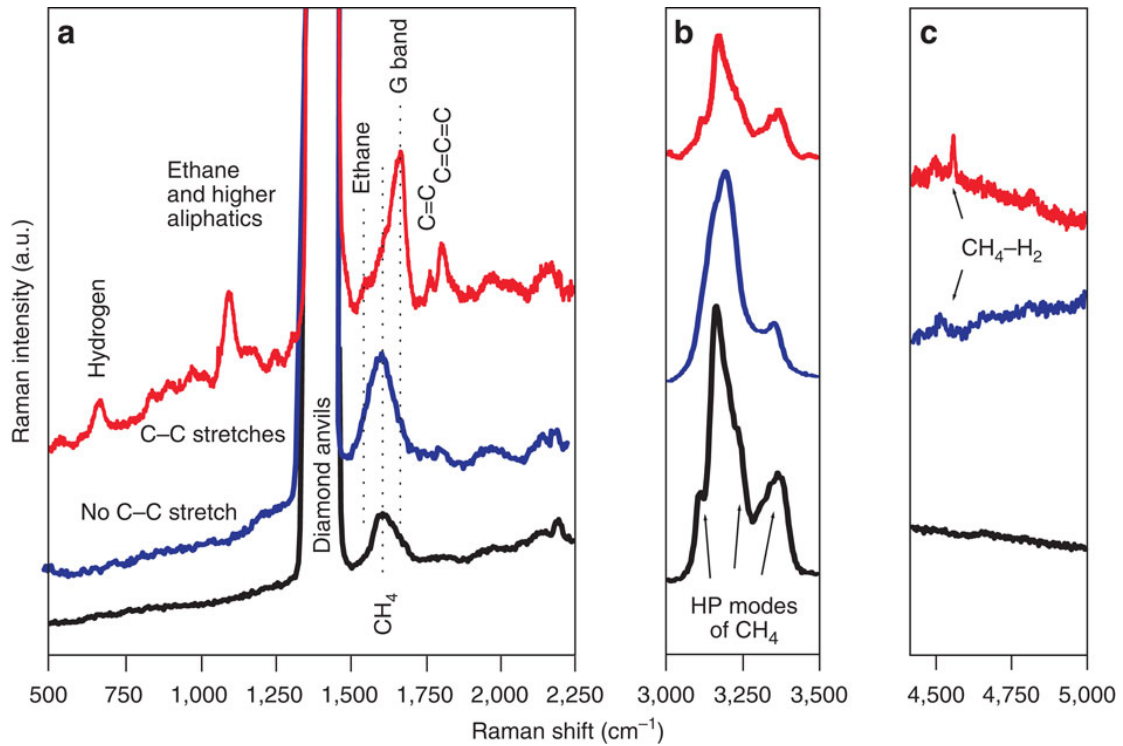 a
b
c
G band
Ethane
C=C
C=C=C
Ethane
and higher
aliphatics
Hydrogen
C–C stretches
No C–C stretch
Diamond anvils
CH₄
HP modes
of CH₄
CH₄–H₂
Raman intensity (a.u.)
500 750 1,000 1,250 1,500 1,750 2,000 2,250
3,000 3,250 3,500
4,500 4,750 5,000
Raman shift (cm⁻¹)